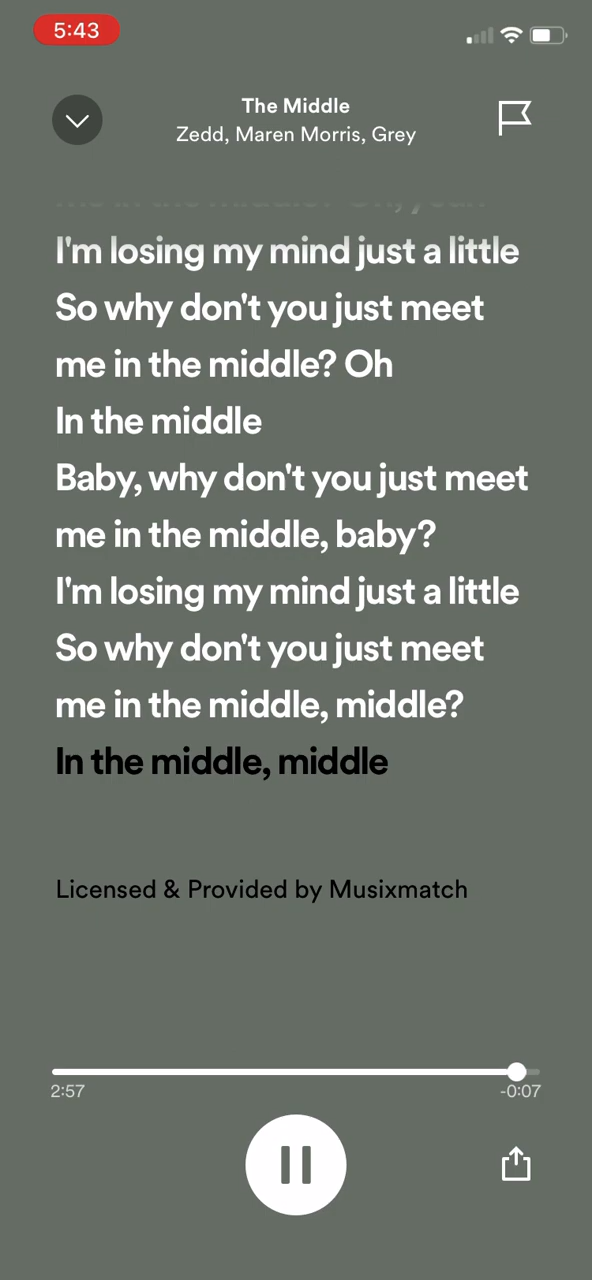 5:43
The Middle
Zedd, Maren Morris, Grey
I'm losing my mind just a little
So why don't you just meet
me in the middle? Oh
In the middle
Baby, why don't you just meet
me in the middle, baby?
I'm losing my mind just a little
So why don't you just meet
me in the middle, middle?
In the middle, middle
Licensed & Provided by Musixmatch
2:57
-0:07